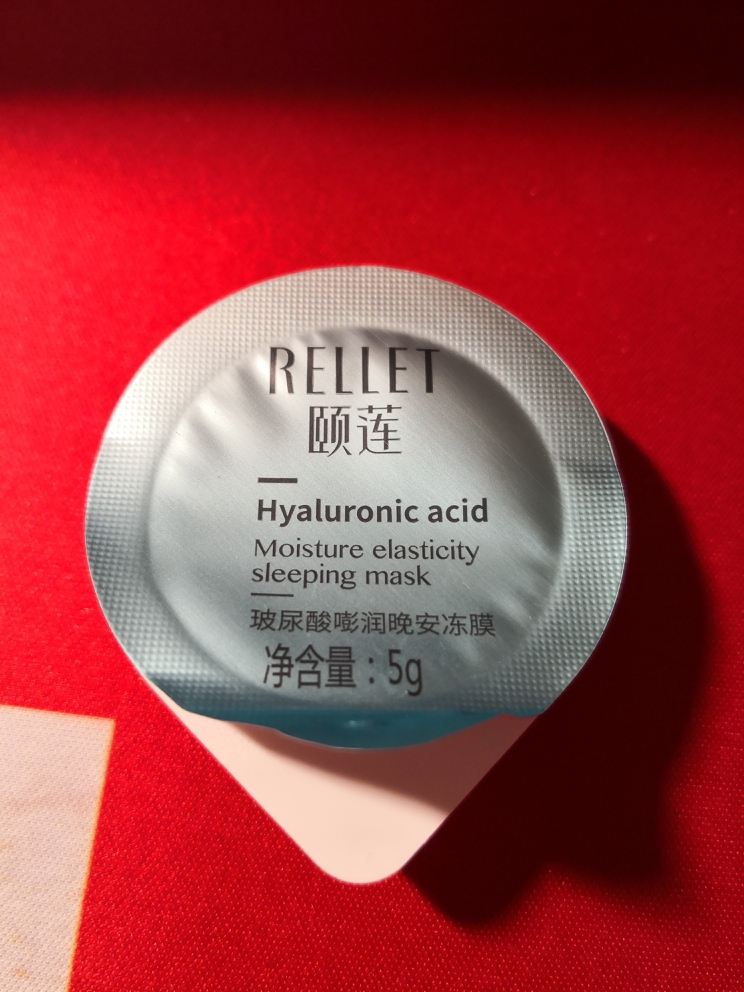 RELLET
颐莲
Hyaluronic acid
Moisture elasticity
sleeping mask
玻尿酸嘭润晚安冻膜
净含量：5g